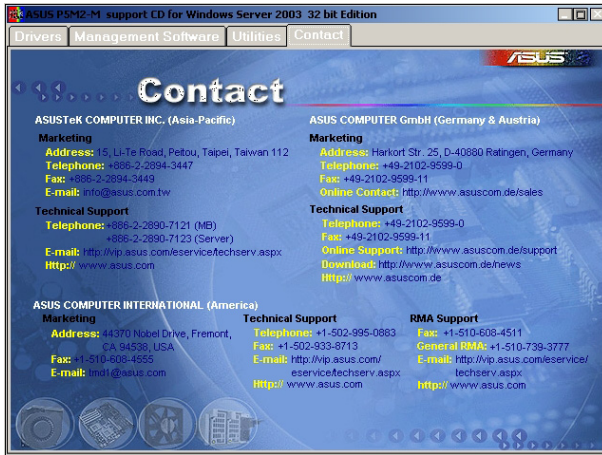 ASUS PSM2-M support CD for Windows Server 2003 32 bit Edition
Drivers Management Software Utilities Contact
ASUS
Contact
ASUSTeK COMPUTER INC. (Asia-Pacific)
Marketing
Address: 15, Li-Te Road, Peitou, Taipei, Taiwan 112
Telephone: +886-2-2894-3447
Fax: +886-2-2894-3449
E-mail: info@asus.com.tw
Technical Support
Telephone: +886-2-2890-7121 (MB)
+886-2-2890-7123 (Server)
E-mail: http://vip.asus.com/eservice/techserv.aspx
Http:// www.asus.com
ASUS COMPUTER GmbH (Germany & Austria)
Marketing
Address: Harkort Str. 25, D-40880 Ratingen, Germany
Telephone: +49-2102-9599-0
Fax: +49-2102-9599-11
Online Contact: http://www.asuscom.de/sales
Technical Support
Telephone: +49-2102-9599-0
Fax: +49-2102-9599-11
Online Support: http://www.asuscom.de/support
Download: http://www.asuscom.de/news
Http:// www.asuscom.de
ASUS COMPUTER INTERNATIONAL (America)
Marketing
Address: 44370 Nobel Drive, Fremont,
CA 94538, USA
Fax: +1-510-608-4555
E-mail: tmd1@asus.com
Technical Support
Telephone: +1-502-995-0883
Fax: +1-502-933-8713
E-mail: http://vip.asus.com/
eservice/techserv.aspx
Http:// www.asus.com
RMA Support
Fax: +1-510-608-4511
General RMA: +1-510-739-3777
E-mail: http://vip.asus.com/eservice/
techserv.aspx
http:// www.asus.com